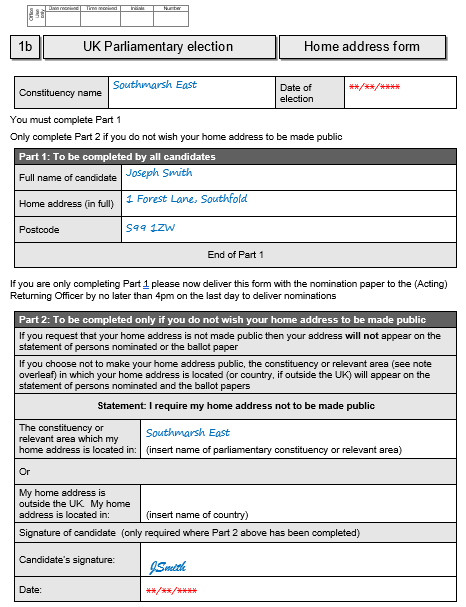 Office Use only
Date received
Time received
Initials
Number
1b
UK Parliamentary election
Home address form
Constituency name
Southmarsh East
Date of
election
**/**/****
You must complete Part 1
Only complete Part 2 if you do not wish your home address to be made public
Part 1: To be completed by all candidates
Full name of candidate
Joseph Smith
Home address (in full)
1 Forest Lane, Southfold
Postcode
S99 1ZW
End of Part 1
If you are only completing Part 1 please now deliver this form with the nomination paper to the (Acting)
Returning Officer by no later than 4pm on the last day to deliver nominations
Part 2: To be completed only if you do not wish your home address to be made public
If you request that your home address is not made public then your address will not appear on the
statement of persons nominated or the ballot paper
If you choose not to make your home address public, the constituency or relevant area (see note
overleaf) in which your home address is located (or country, if outside the UK) will appear on the
statement of persons nominated and the ballot papers
Statement: I require my home address not to be made public
The constituency or
relevant area which my
home address is located in:
Southmarsh East
(insert name of parliamentary constituency or relevant area)
Or
My home address is
outside the UK. My home
address is located in:
(insert name of country)
Signature of candidate (only required where Part 2 above has been completed)
Candidate's signature:
JSmith
Date:
**/**/****